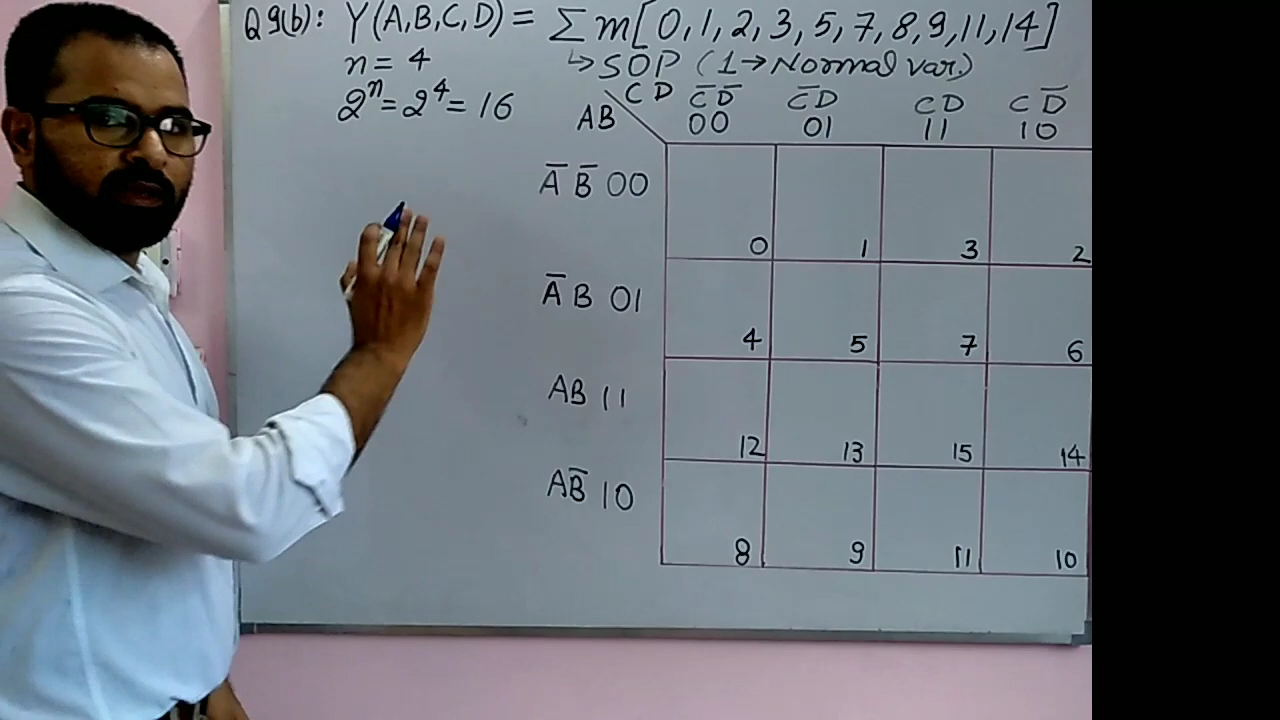 Q9(b): Y(A,B,C,D) = Σm[0,1,2,3,5,7,8,9,11,14]
n = 4 ↳ SOP (1→Normal var.)
2ⁿ = 2⁴ = 16
AB \ CD C̅D̅ C̅D CD CD̅
00 01 11 10
A̅ B̅ 00
0 1 3 2
A̅ B 01
4 5 7 6
AB 11
12 13 15 14
AB̅ 10
8 9 11 10